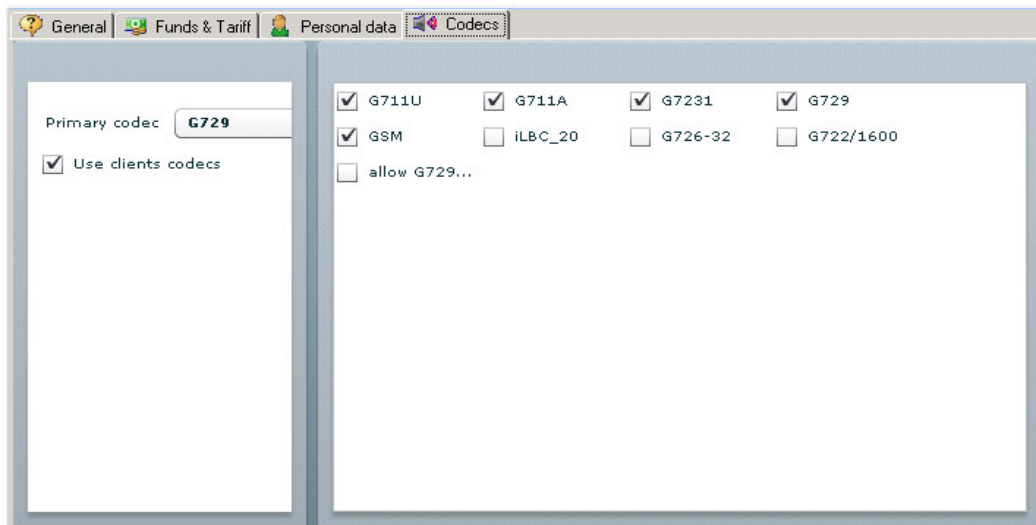 General Funds & Tariff Personal data Codecs
Primary codec G729
Use clients codecs
G711U G711A G7231 G729
GSM iLBC_20 G726-32 G722/1600
allow G729...